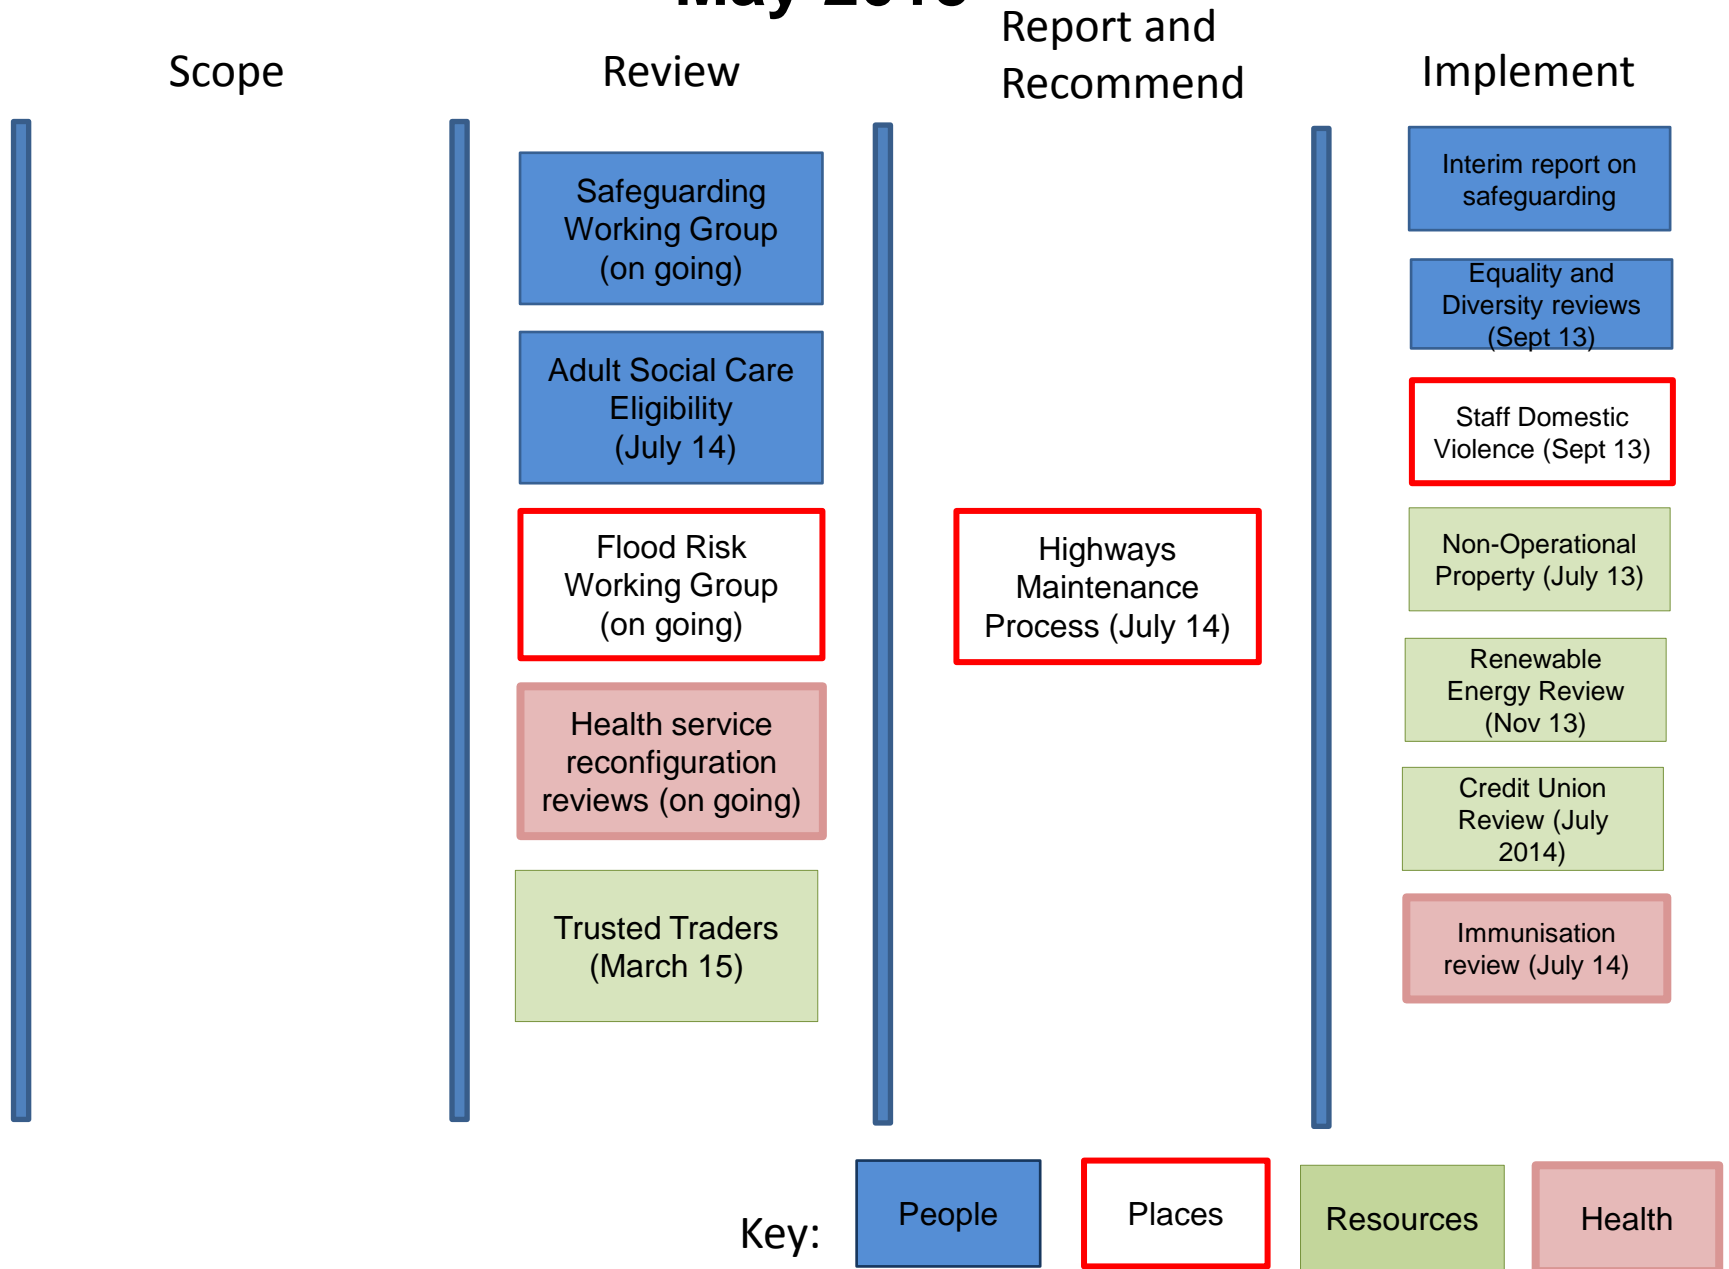 May
Scope
Review
Report and
Recommend
Implement
Safeguarding
Working Group
(on going)
Adult Social Care
Eligibility
(July 14)
Flood Risk
Working Group
(on going)
Health service
reconfiguration
reviews (on going)
Trusted Traders
(March 15)
Highways
Maintenance
Process (July 14)
Interim report on
safeguarding
Equality and
Diversity reviews
(Sept 13)
Staff Domestic
Violence (Sept 13)
Non-Operational
Property (July 13)
Renewable
Energy Review
(Nov 13)
Credit Union
Review (July
2014)
Immunisation
review (July 14)
Key:
People
Places
Resources
Health